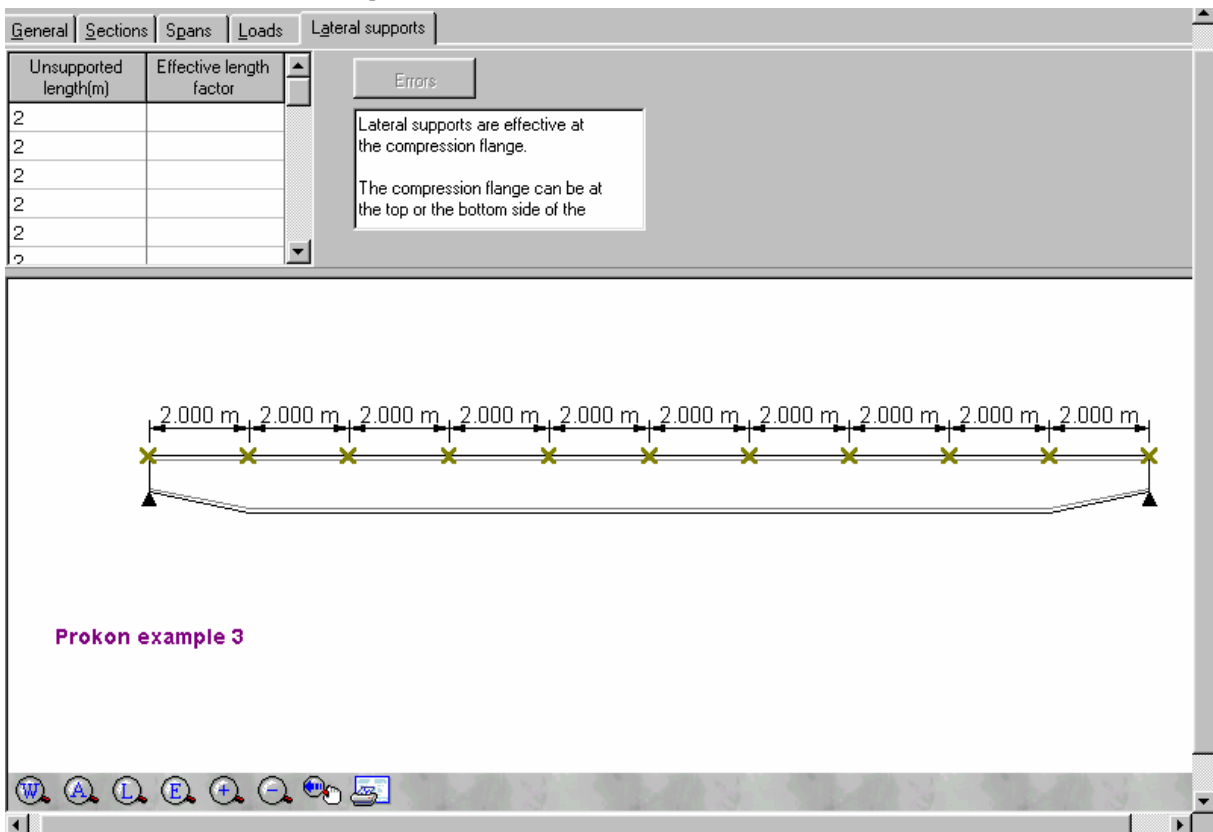 General Sections Spans Loads Lateral supports
Unsupported length(m) Effective length factor
Errors
2
2
2
2
2
2
Lateral supports are effective at
the compression flange.
The compression flange can be at
the top or the bottom side of the
2.000 m 2.000 m 2.000 m 2.000 m 2.000 m 2.000 m 2.000 m 2.000 m 2.000 m 2.000 m
Prokon example 3
W A L E + -